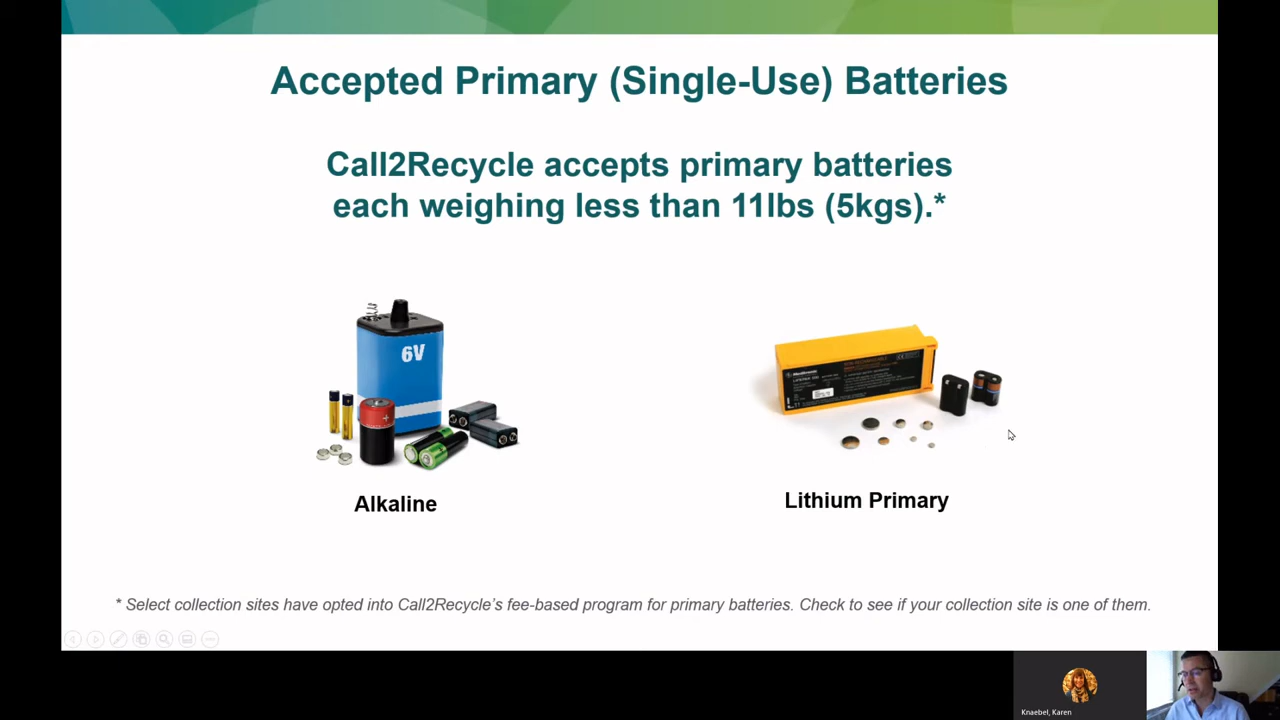 Accepted Primary (Single-Use) Batteries
Call2Recycle accepts primary batteries
each weighing less than 11lbs (5kgs).*
6V
Alkaline
Lithium Primary
* Select collection sites have opted into Call2Recycle's fee-based program for primary batteries. Check to see if your collection site is one of them.
Knaebel, Karen